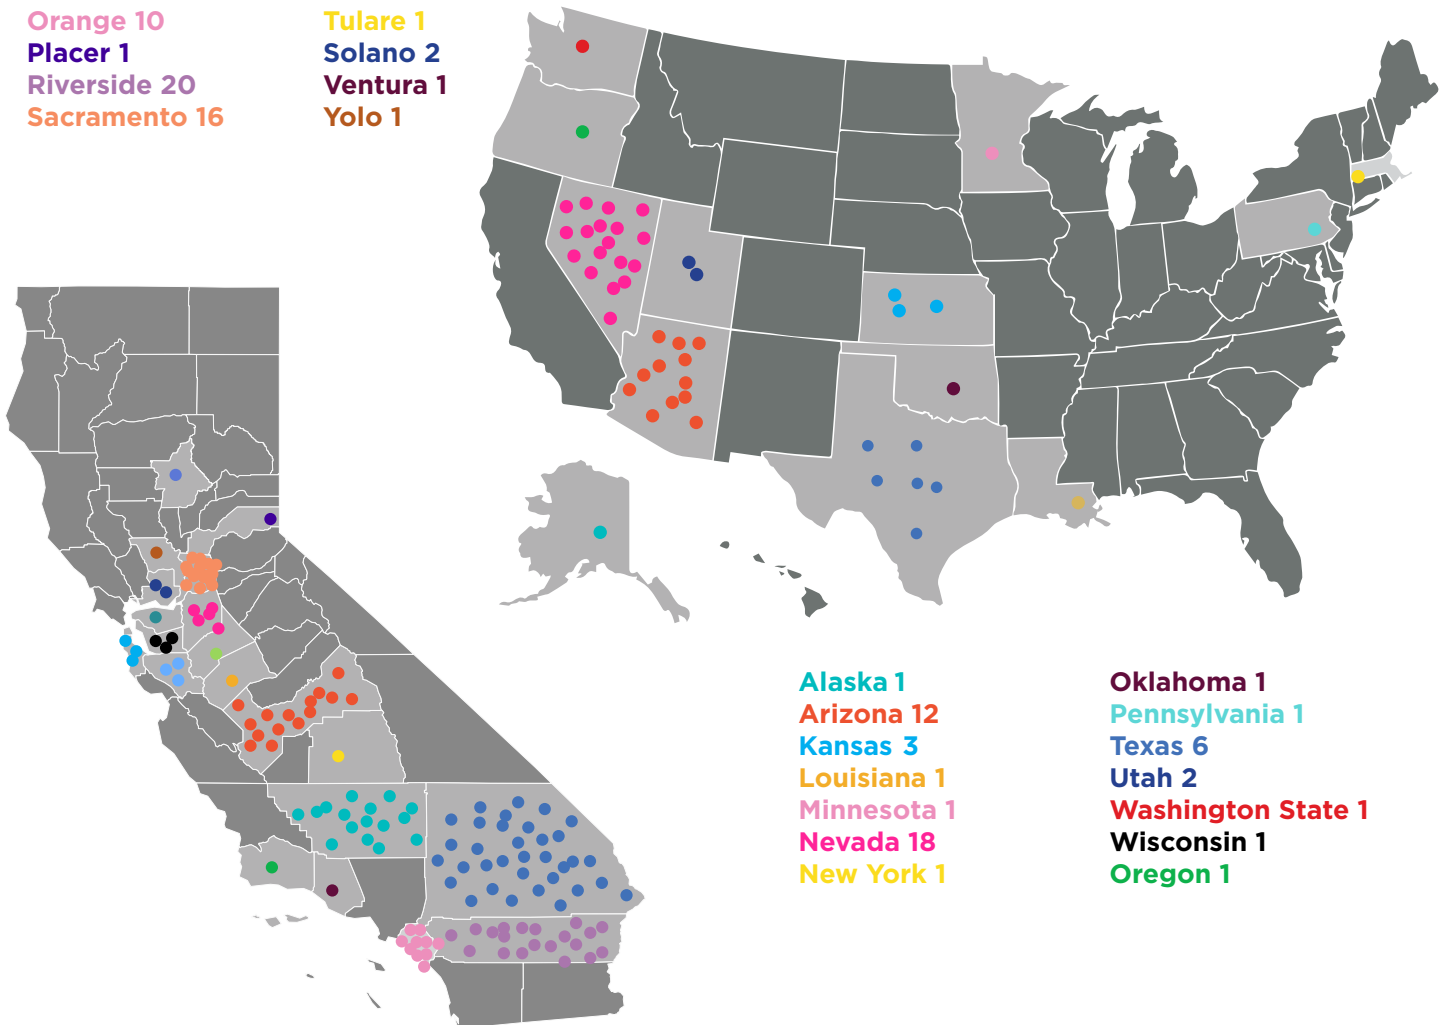 Orange 10
Placer 1
Riverside 20
Sacramento 16
Tulare 1
Solano 2
Ventura 1
Yolo 1
Alaska 1
Arizona 12
Kansas 3
Louisiana 1
Minnesota 1
Nevada 18
New York 1
Oklahoma 1
Pennsylvania 1
Texas 6
Utah 2
Washington State 1
Wisconsin 1
Oregon 1